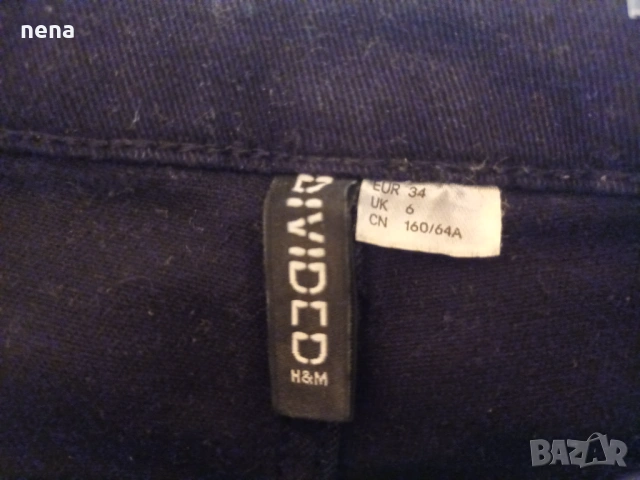 nena
DIVIDED
H&M
EUR 34
UK 6
CN 160/64A
BAZAR